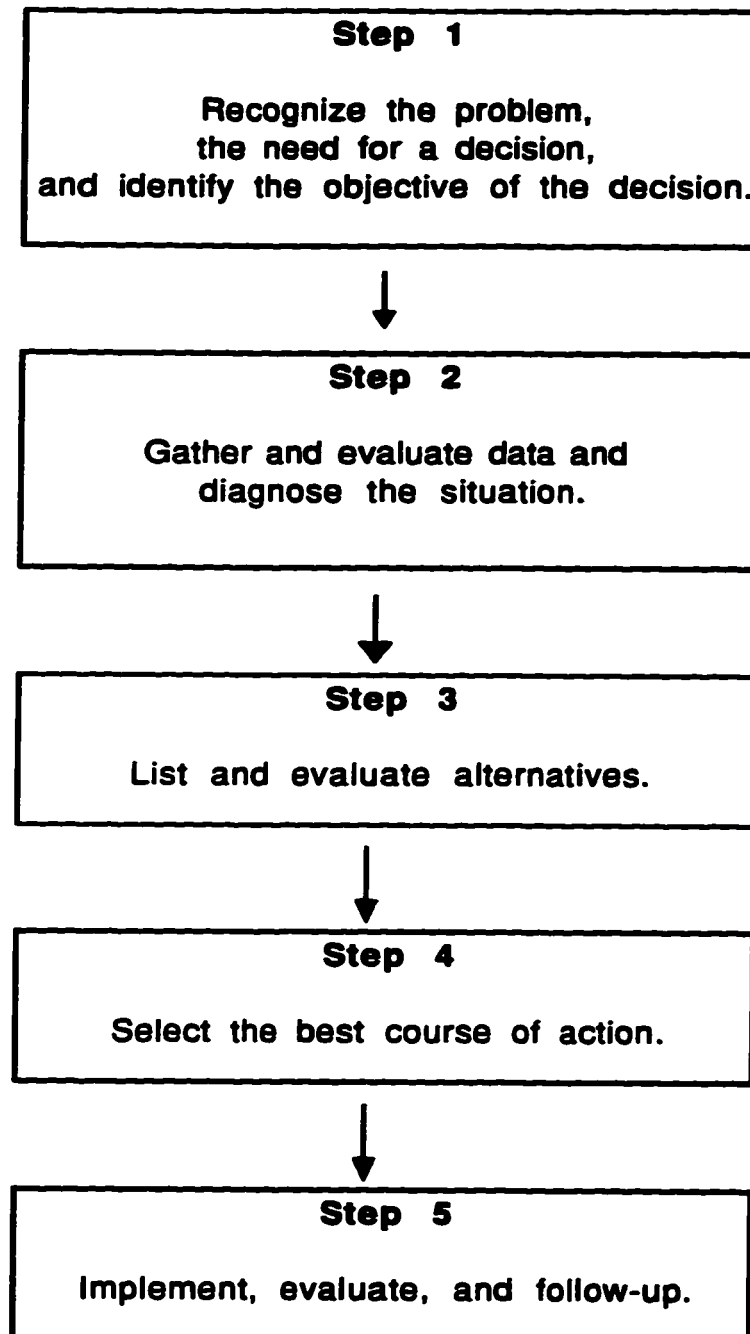 Step 1
Recognize the problem,
the need for a decision,
and identify the objective of the decision.
Step 2
Gather and evaluate data and
diagnose the situation.
Step 3
List and evaluate alternatives.
Step 4
Select the best course of action.
Step 5
Implement, evaluate, and follow-up.